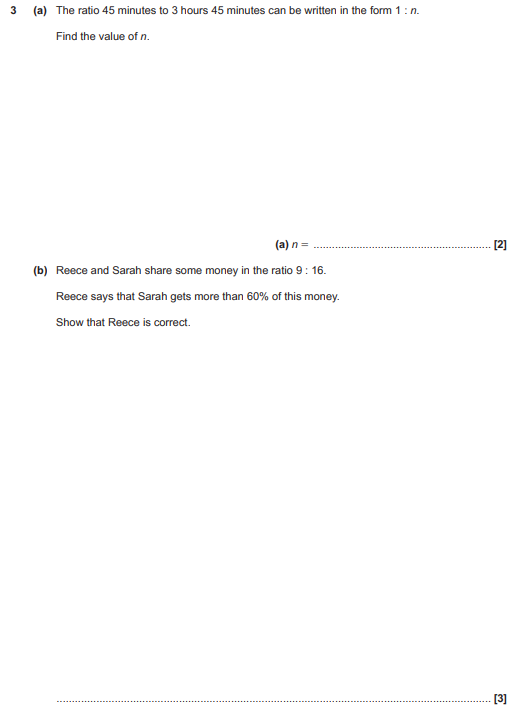 3 (a) The ratio 45 minutes to 3 hours 45 minutes can be written in the form 1 : n.
Find the value of n.
(a) n = .......................................................... [2]
(b) Reece and Sarah share some money in the ratio 9 : 16.
Reece says that Sarah gets more than 60% of this money.
Show that Reece is correct.
.......................................................................................................................................... [3]